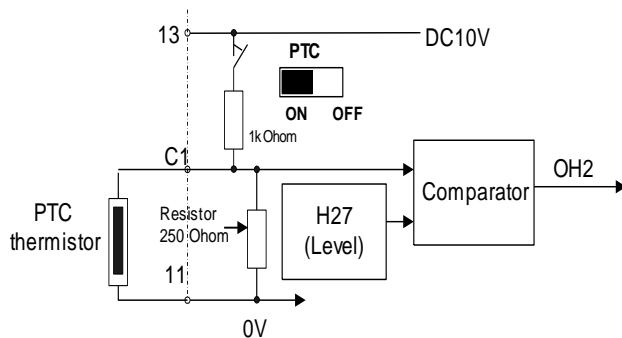 13
DC10V
PTC
ON OFF
1k Ohom
C1
PTC
thermistor
Resistor
250 Ohom
H27
(Level)
Comparator
OH2
11
0V